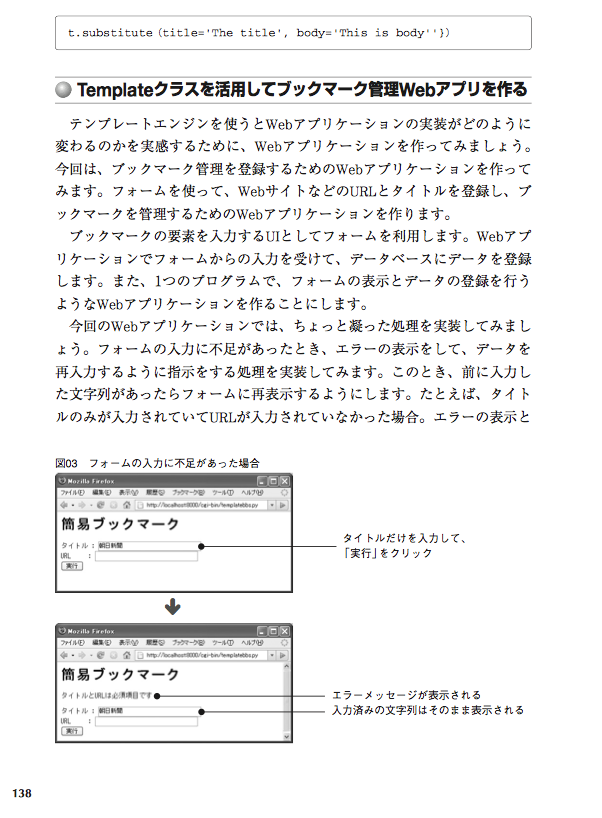 t.substitute(title='The title', body='This is body''})
Templateクラスを活用してブックマーク管理Webアプリを作る
テンプレートエンジンを使うとWebアプリケーションの実装がどのように
変わるのかを実感するために、Webアプリケーションを作ってみましょう。
今回は、ブックマーク管理を登録するためのWebアプリケーションを作って
みます。フォームを使って、WebサイトなどのURLとタイトルを登録し、ブ
ックマークを管理するためのWebアプリケーションを作ります。
ブックマークの要素を入力するUIとしてフォームを利用します。Webアプ
リケーションでフォームからの入力を受けて、データベースにデータを登録
します。また、1つのプログラムで、フォームの表示とデータの登録を行う
ようなWebアプリケーションを作ることにします。
今回のWebアプリケーションでは、ちょっと凝った処理を実装してみまし
ょう。フォームの入力に不足があったとき、エラーの表示をして、データを
再入力するように指示をする処理を実装してみます。このとき、前に入力し
た文字列があったらフォームに再表示するようにします。たとえば、タイト
ルのみが入力されていてURLが入力されていなかった場合。エラーの表示と
図03 フォームの入力に不足があった場合
Mozilla Firefox
ファイル(F) 編集(E) 表示(V) 履歴(S) ブックマーク(B) ツール(T) ヘルプ(H)
http://localhost:8000/cgi-bin/templatebbs.py
簡易ブックマーク
タイトル : 朝日新聞
URL :
実行
タイトルだけを入力して、
「実行」をクリック
Mozilla Firefox
ファイル(F) 編集(E) 表示(V) 履歴(S) ブックマーク(B) ツール(T) ヘルプ(H)
http://localhost:8000/cgi-bin/templatebbs.py
簡易ブックマーク
タイトルとURLは必須項目です
タイトル : 朝日新聞
URL :
実行
エラーメッセージが表示される
入力済みの文字列はそのまま表示される
138